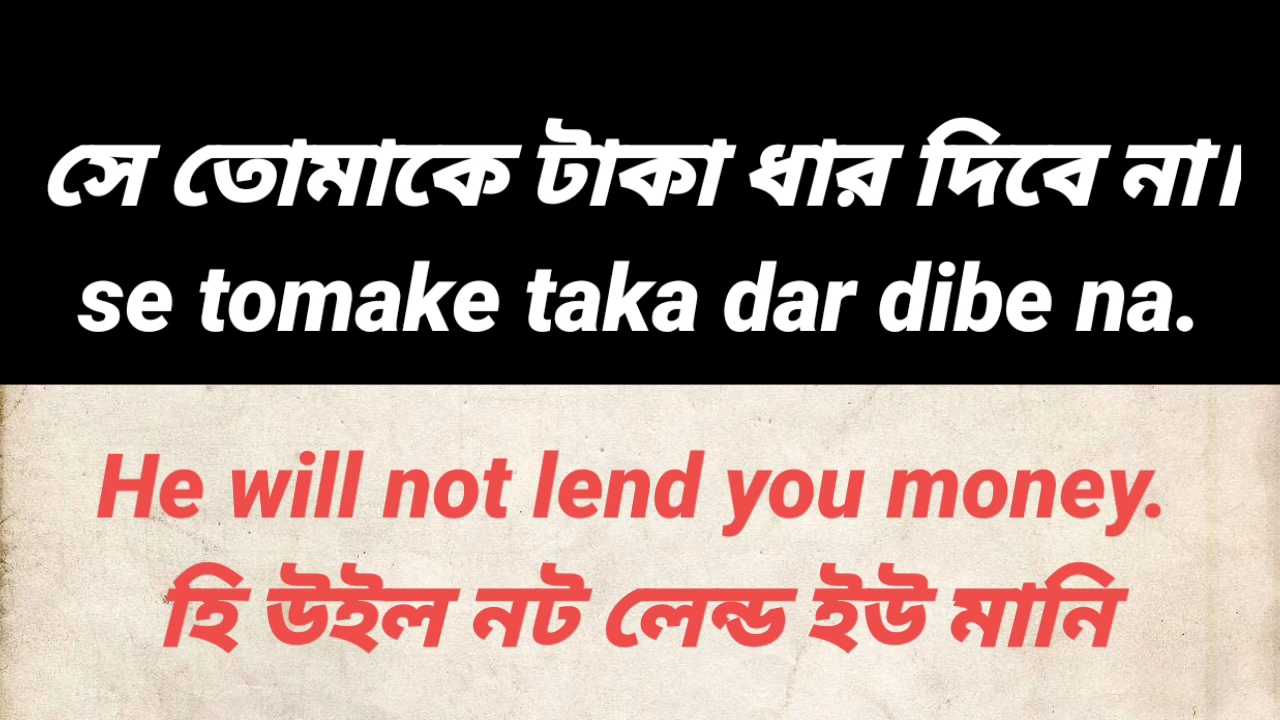 সে তোমাকে টাকা ধার দিবে না।
se tomake taka dar dibe na.
He will not lend you money.
হি উইল নট লেন্ড ইউ মানি